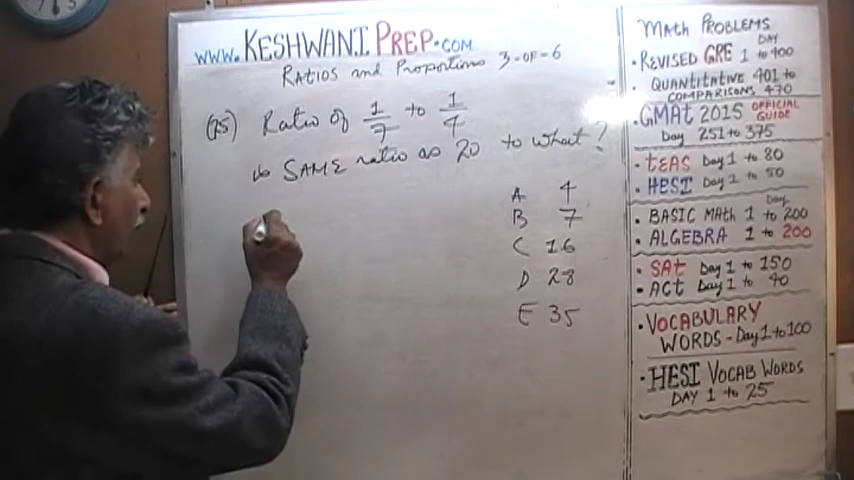 www.KESHWANI PREP.COM
RATIOS and Proportions 3-OF-6
(75) Ratio of 1/7 to 1/4
is SAME ratio as 20 to what?
A 4
B 7
C 16
D 28
E 35
Math PROBLEMS
• REVISED GRE DAY 1 to 400
• QUANTITATIVE 401 to
COMPARISONS 470
• GMAT 2015 OFFICIAL GUIDE
Day 251 to 375
• tEAS Day 1 to 80
• HESI Day 1 to 50
Day
• BASIC Math 1 to 200
• ALGEBRA 1 to 200
• SAt Day 1 to 150
• ACt Day 1 to 40
• VOCABULARY
WORDS - Day 1 to 100
• HESI VOCAB WORDS
DAY 1 to 25